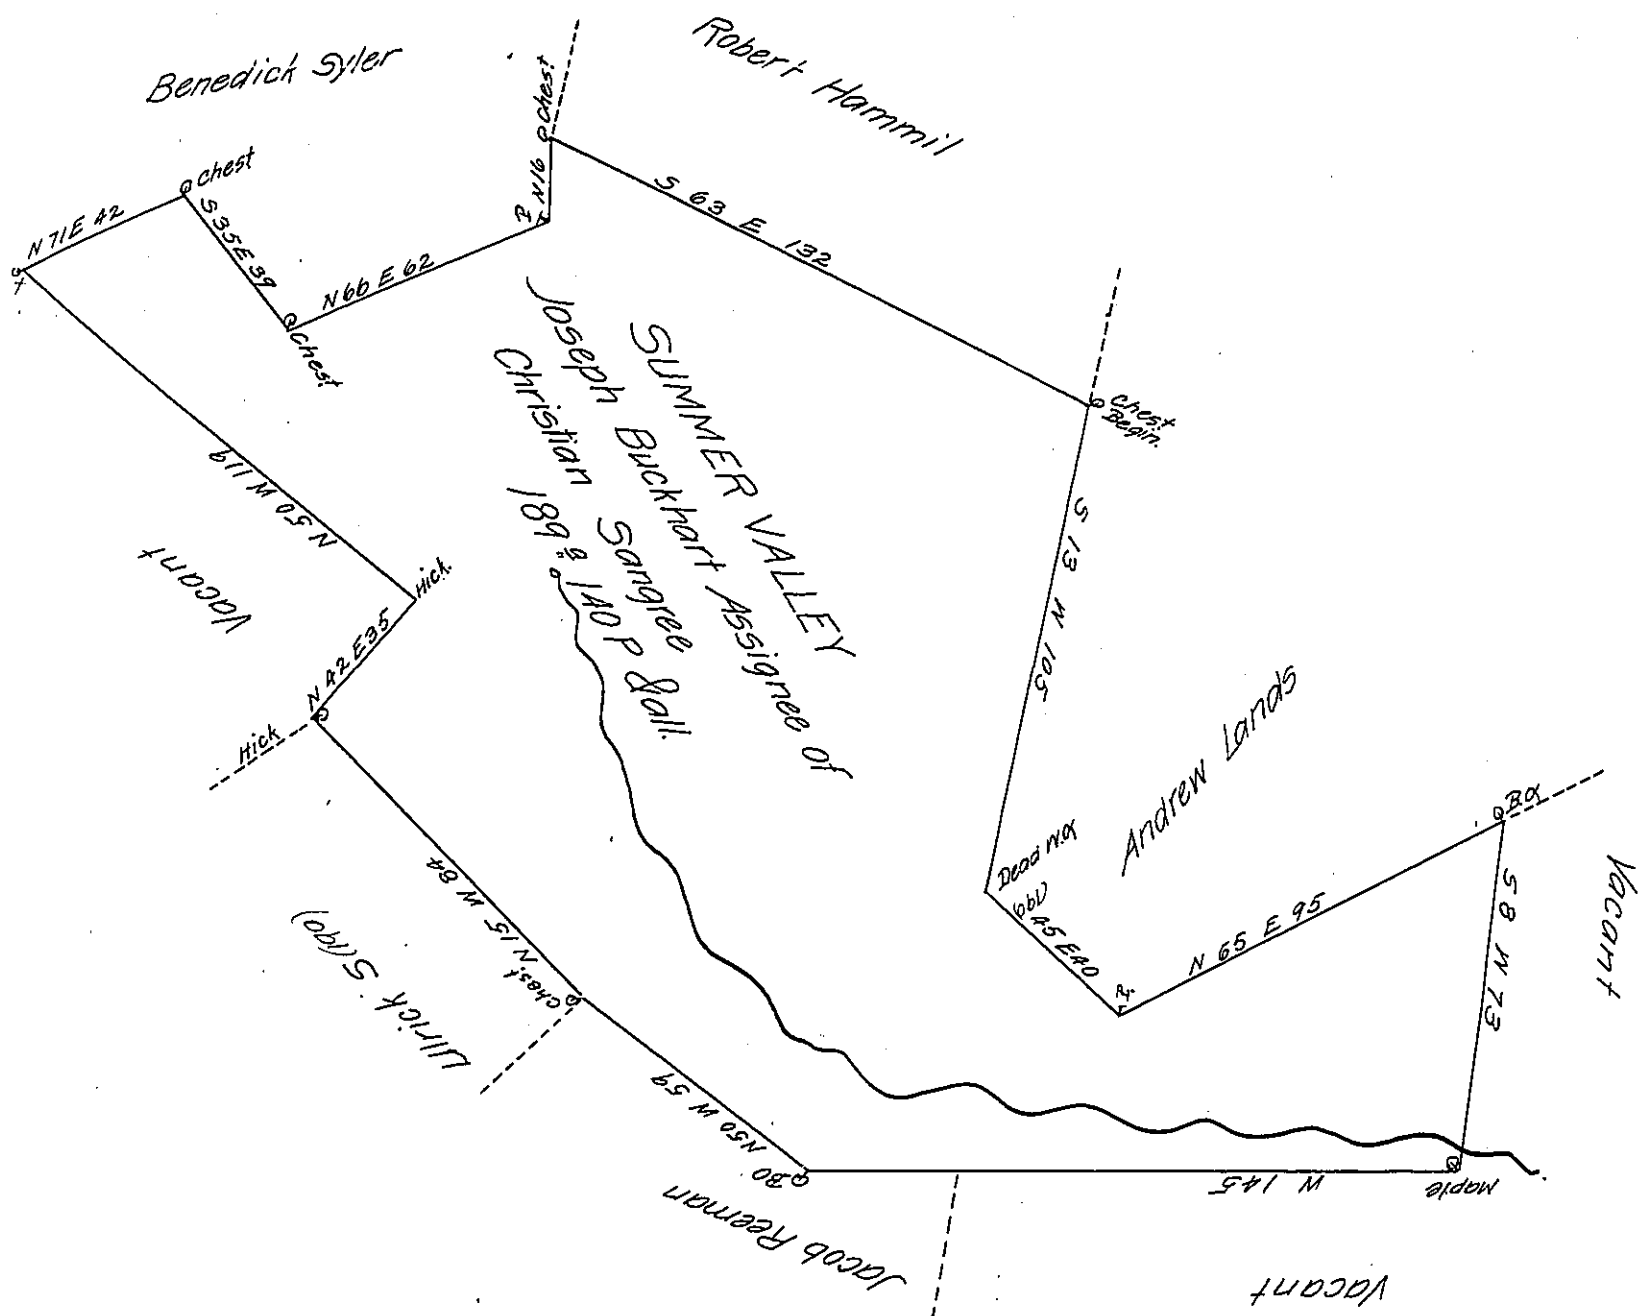 Benedick Syler
Robert Hammil
Chest
N 71 E 42
Chest
S 35 E 39
N 66 E 62
Chest
N 16
S 63 E 132
Chest
Begin.
SUMMER VALLEY
Joseph Buckhart Assignee of
Christian Sangree
189 a 140 P & all.
S 13 W 105
N 50 W 119
Vacant
Hick.
N 42 E 35
Hick
Andrew Lands
Dead W.O
45 E 40
N 65 E 95
B.O
Vacant
S 8 W 73
N 15 W 84
Chest
Ulrick
N 50 W 59
BO
W 145
Maple
Jacob Reeman
Vacant